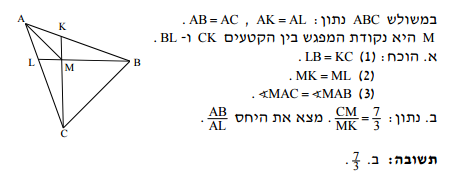 במשולש ABC נתון: AK = AL , AB = AC .
M היא נקודת המפגש בין הקטעים CK ו- BL .
א. הוכח: (1) LB = KC .
(2) MK = ML .
(3) ∢MAC = ∢MAB .
ב. נתון: CM/MK = 7/3 . מצא את היחס AB/AL .
תשובה: ב. 7/3 .
A
K
L
M
B
C